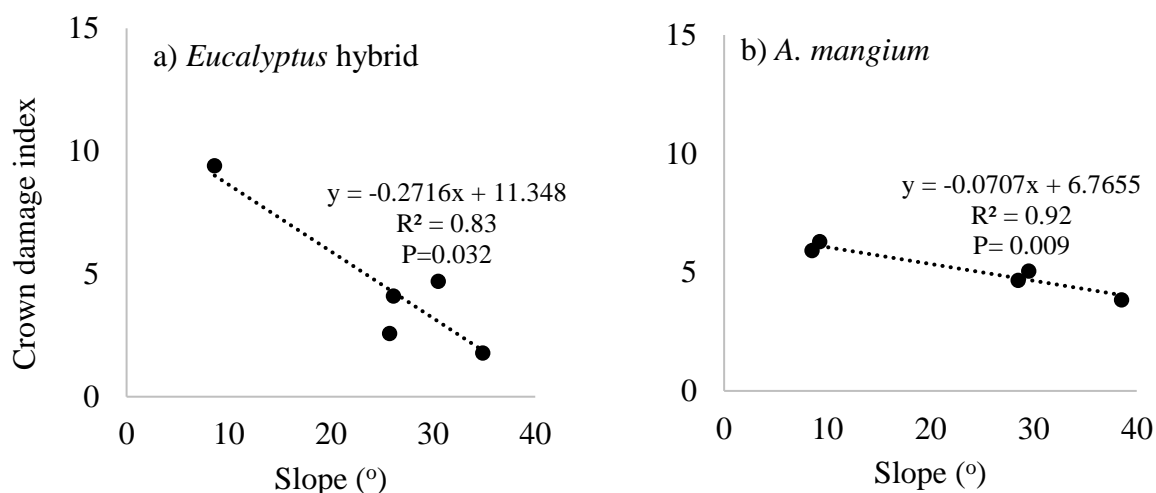 a) Eucalyptus hybrid
Crown damage index
15
10
5
0
y = -0.2716x + 11.348
R² = 0.83
P=0.032
0 10 20 30 40
Slope (º)
b) A. mangium
15
10
5
0
y = -0.0707x + 6.7655
R² = 0.92
P= 0.009
0 10 20 30 40
Slope (º)